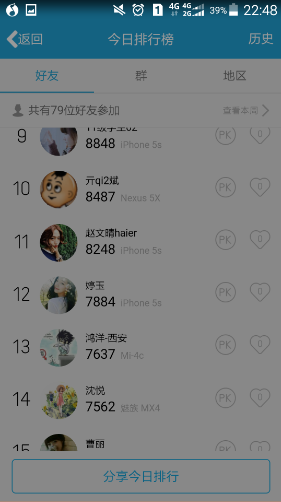 1 4G 4G 39% 22:48
返回 今日排行榜 历史
好友 群 地区
共有79位好友参加 查看本周
9
8848 iPhone 5s PK 0
10 亓qi2斌
8487 Nexus 5X PK 0
11 赵文晴haier
8248 iPhone 5s PK 0
12 婷玉
7884 iPhone 5s PK 0
13 鸿洋-西安
7637 Mi-4c PK 0
14 沈悦
7562 魅族 MX4 PK 0
15 曹丽
分享今日排行